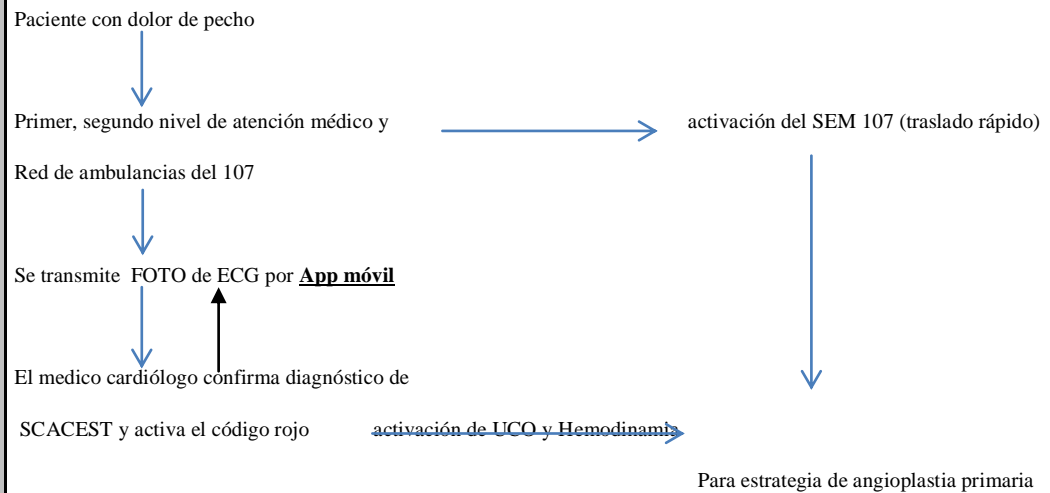 Paciente con dolor de pecho
Primer, segundo nivel de atención médico y activación del SEM 107 (traslado rápido)
Red de ambulancias del 107
Se transmite FOTO de ECG por App móvil
El medico cardiólogo confirma diagnóstico de
SCACEST y activa el código rojo activación de UCO y Hemodinamia
Para estrategia de angioplastia primaria